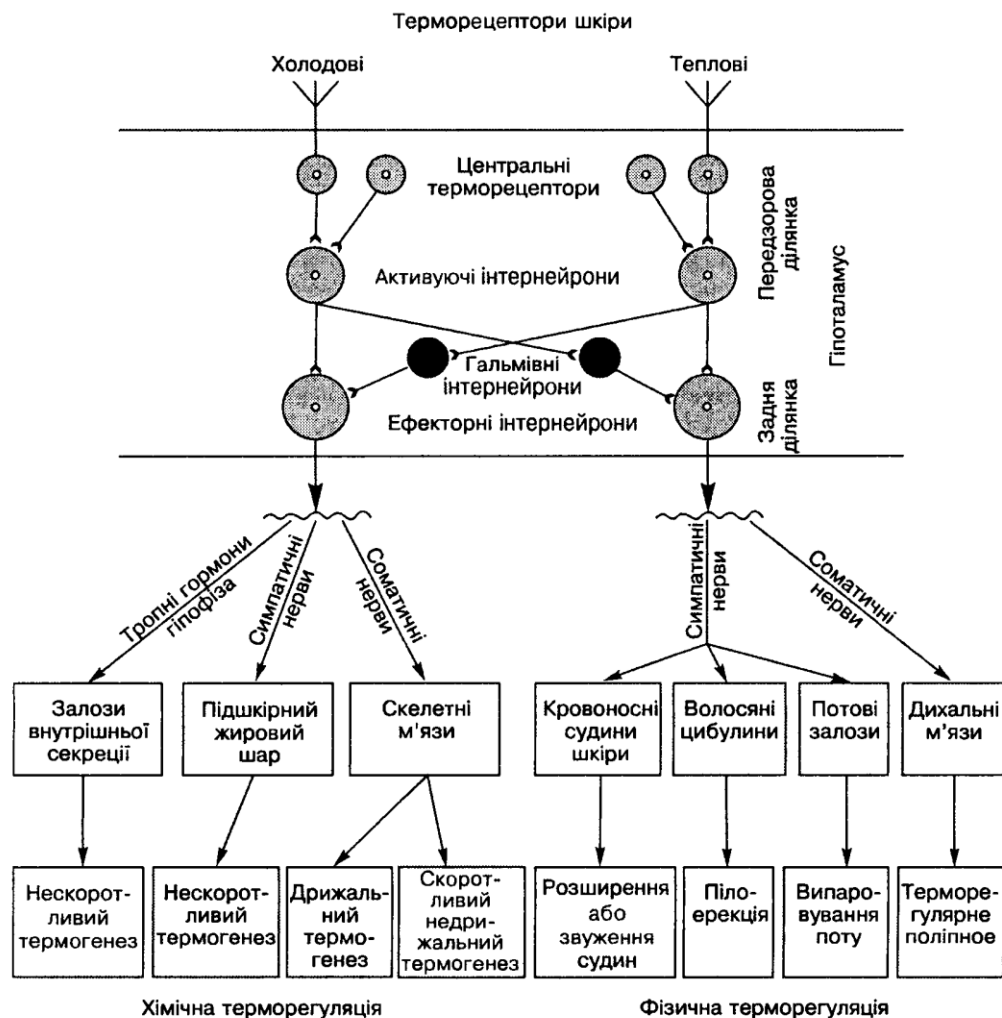 Терморецептори шкіри
Холодові
Теплові
Центральні
терморецептори
Активуючі інтернейрони
Гальмівні
інтернейрони
Ефекторні інтернейрони
Передзорова
ділянка
Задня
ділянка
Гіпоталамус
Тропні гормони
гіпофіза
Симпатичні
нерви
Соматичні
нерви
Симпатичні
нерви
Соматичні
нерви
Залози
внутрішньої
секреції
Підшкірний
жировий
шар
Скелетні
м'язи
Кровоносні
судини
шкіри
Волосяні
цибулини
Потові
залози
Дихальні
м'язи
Нескорот-
ливий
термогенез
Нескорот-
ливий
термогенез
Дрижаль-
ний
термо-
генез
Скорот-
ливий
недри-
жальний
термогенез
Розширення
або
звуження
судин
Піло-
ерекція
Випаро-
вування
поту
Терморе-
гулярне
поліпное
Хімічна терморегуляція
Фізична терморегуляція